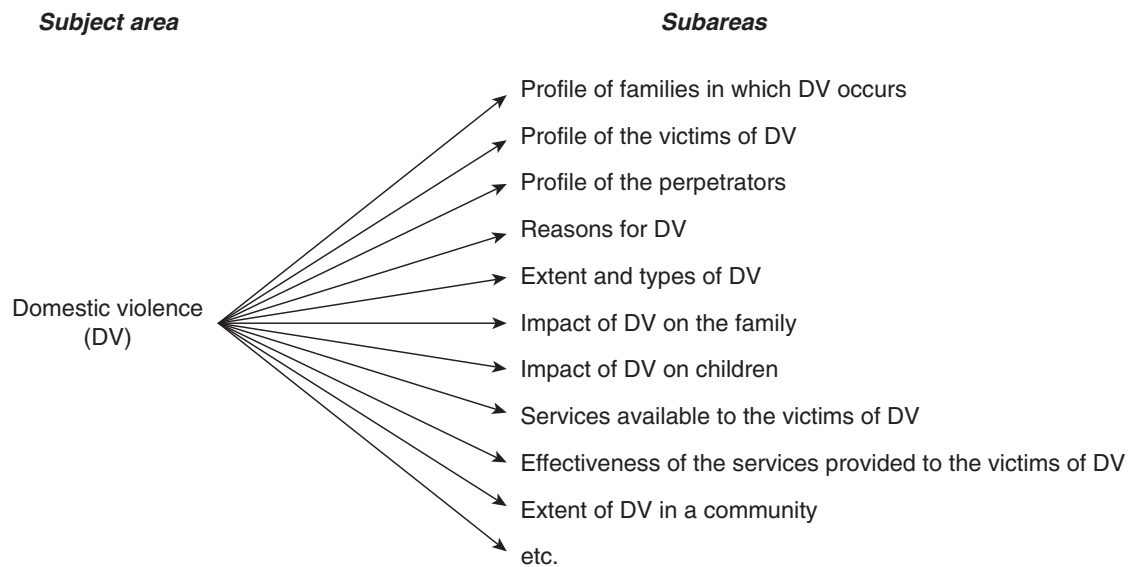 Subject area
Subareas
Profile of families in which DV occurs
Profile of the victims of DV
Profile of the perpetrators
Reasons for DV
Extent and types of DV
Domestic violence
(DV)
Impact of DV on the family
Impact of DV on children
Services available to the victims of DV
Effectiveness of the services provided to the victims of DV
Extent of DV in a community
etc.